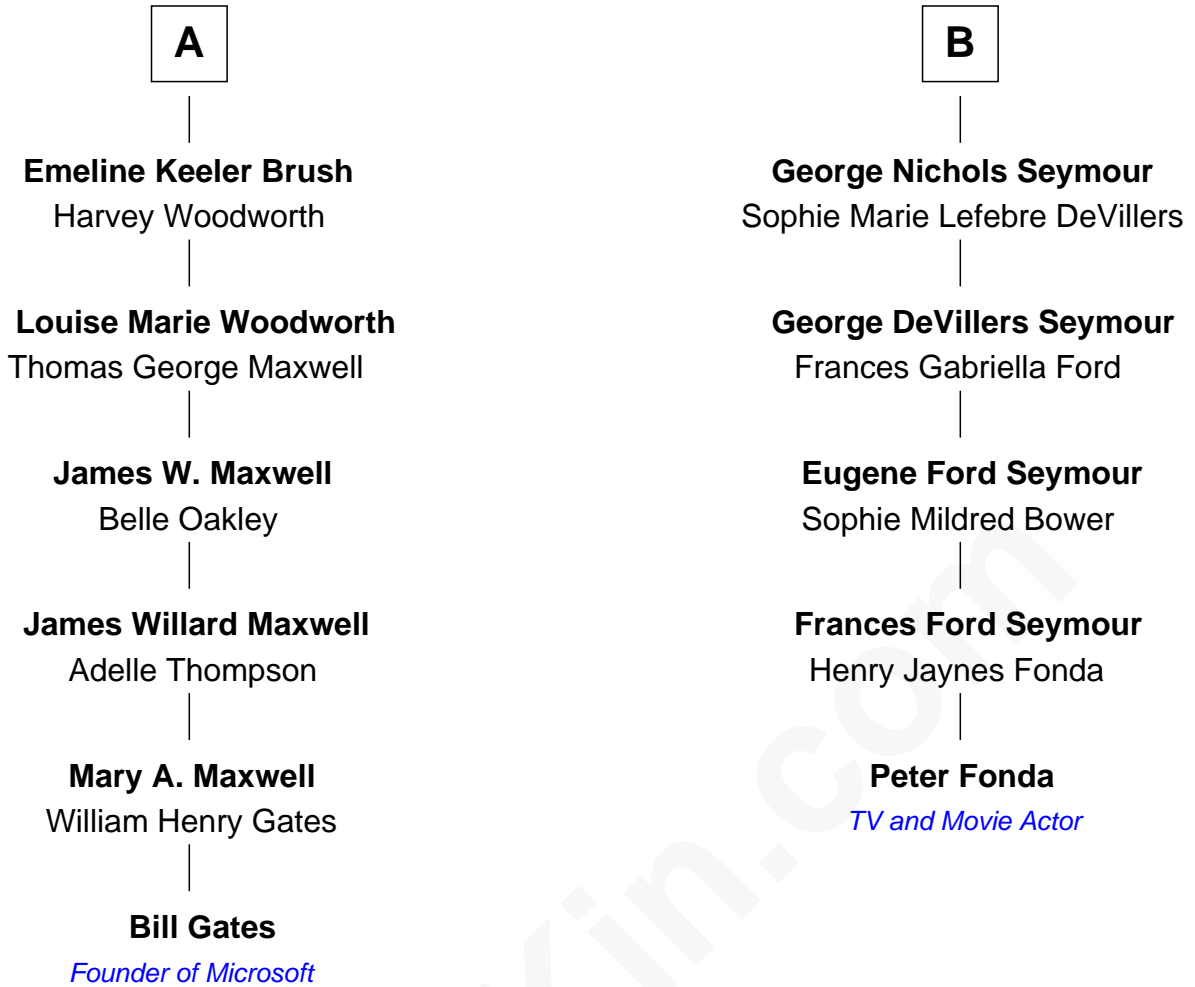 A
Emeline Keeler Brush
Harvey Woodworth
Louise Marie Woodworth
Thomas George Maxwell
James W. Maxwell
Belle Oakley
James Willard Maxwell
Adelle Thompson
Mary A. Maxwell
William Henry Gates
Bill Gates
Founder of Microsoft
B
George Nichols Seymour
Sophie Marie Lefebre DeVillers
George DeVillers Seymour
Frances Gabriella Ford
Eugene Ford Seymour
Sophie Mildred Bower
Frances Ford Seymour
Henry Jaynes Fonda
Peter Fonda
TV and Movie Actor
Kin.com